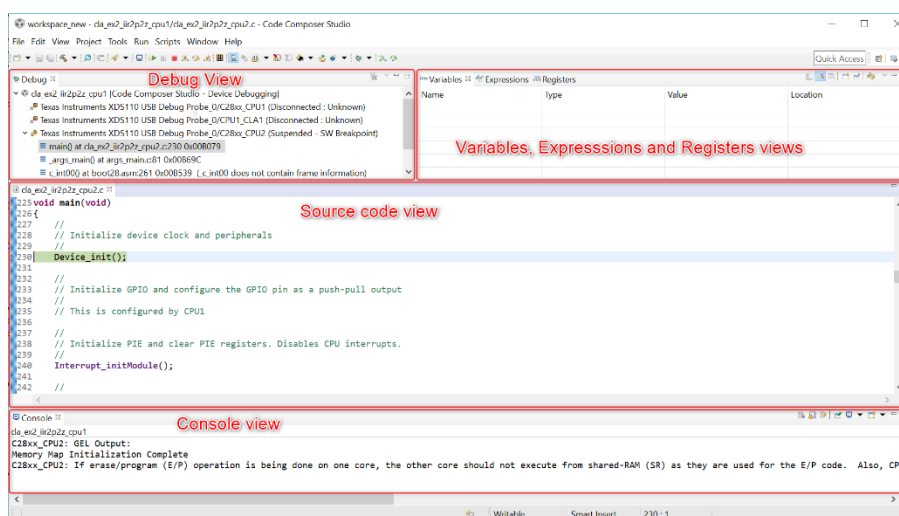 workspace_new - cla_ex2_iir2p2z_cpu1/cla_ex2_iir2p2z_cpu2.c - Code Composer Studio
File Edit View Project Tools Run Scripts Window Help
Quick Access
Debug
Debug View
cla_ex2_iir2p2z_cpu1 [Code Composer Studio - Device Debugging]
Texas Instruments XDS110 USB Debug Probe_0/C28xx_CPU1 (Disconnected : Unknown)
Texas Instruments XDS110 USB Debug Probe_0/CPU1_CLA1 (Disconnected : Unknown)
Texas Instruments XDS110 USB Debug Probe_0/C28xx_CPU2 (Suspended - SW Breakpoint)
main() at cla_ex2_iir2p2z_cpu2.c:230 0x00B079
_args_main() at args_main.c:81 0x00B69C
c_int00() at boot28.asm:261 0x00B539 (_c_int00 does not contain frame information)
Variables Expressions Registers
Name Type Value Location
Variables, Expresssions and Registers views
cla_ex2_iir2p2z_cpu2.c
Source code view
225 void main(void)
226 {
227 //
228 // Initialize device clock and peripherals
229 //
230 Device_init();
231
232 //
233 // Initialize GPIO and configure the GPIO pin as a push-pull output
234 //
235 // This is configured by CPU1
236
237 //
238 // Initialize PIE and clear PIE registers. Disables CPU interrupts.
239 //
240 Interrupt_initModule();
241
242 //
Console
Console view
cla_ex2_iir2p2z_cpu1
C28xx_CPU2: GEL Output:
Memory Map Initialization Complete
C28xx_CPU2: If erase/program (E/P) operation is being done on one core, the other core should not execute from shared-RAM (SR) as they are used for the E/P code. Also, CP
Writable Smart Insert 230 : 1